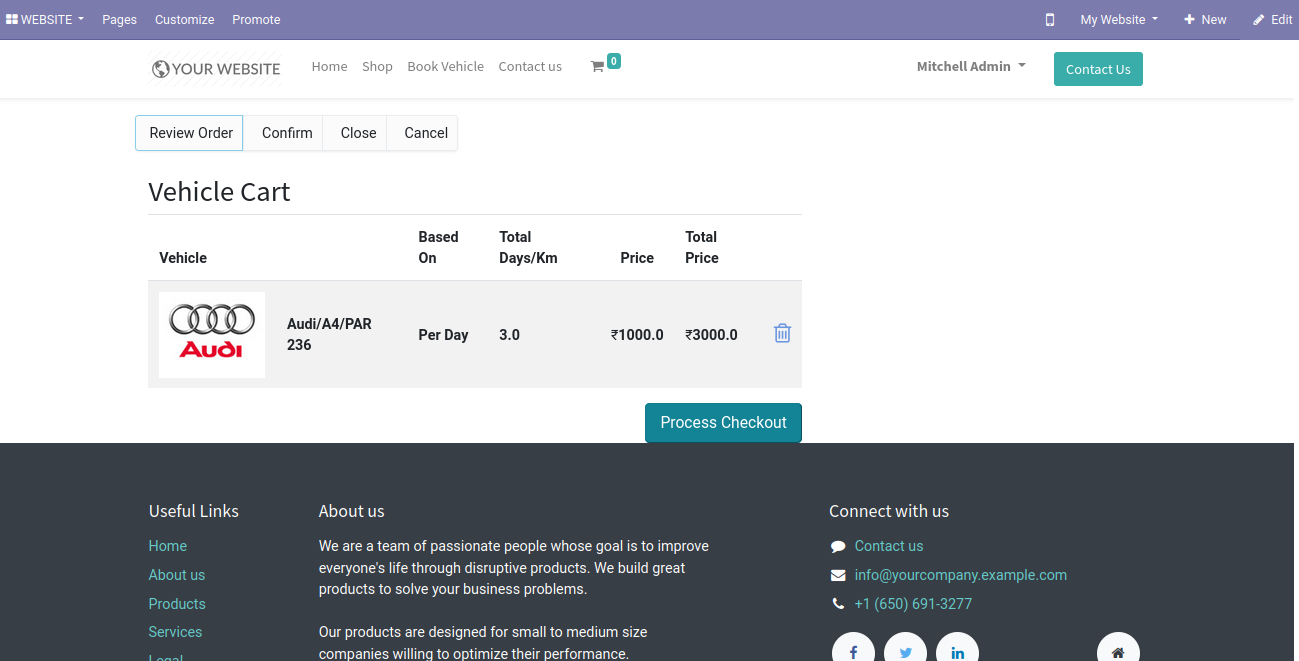 WEBSITE Pages Customize Promote My Website New Edit
YOUR WEBSITE Home Shop Book Vehicle Contact us 0 Mitchell Admin Contact Us
Review Order Confirm Close Cancel
Vehicle Cart
Vehicle Based On Total Days/Km Price Total Price
Audi Audi/A4/PAR 236 Per Day 3.0 ₹1000.0 ₹3000.0
Process Checkout
Useful Links About us Connect with us
Home We are a team of passionate people whose goal is to improve Contact us
About us everyone's life through disruptive products. We build great info@yourcompany.example.com
Products products to solve your business problems. +1 (650) 691-3277
Services Our products are designed for small to medium size
Legal companies willing to optimize their performance.